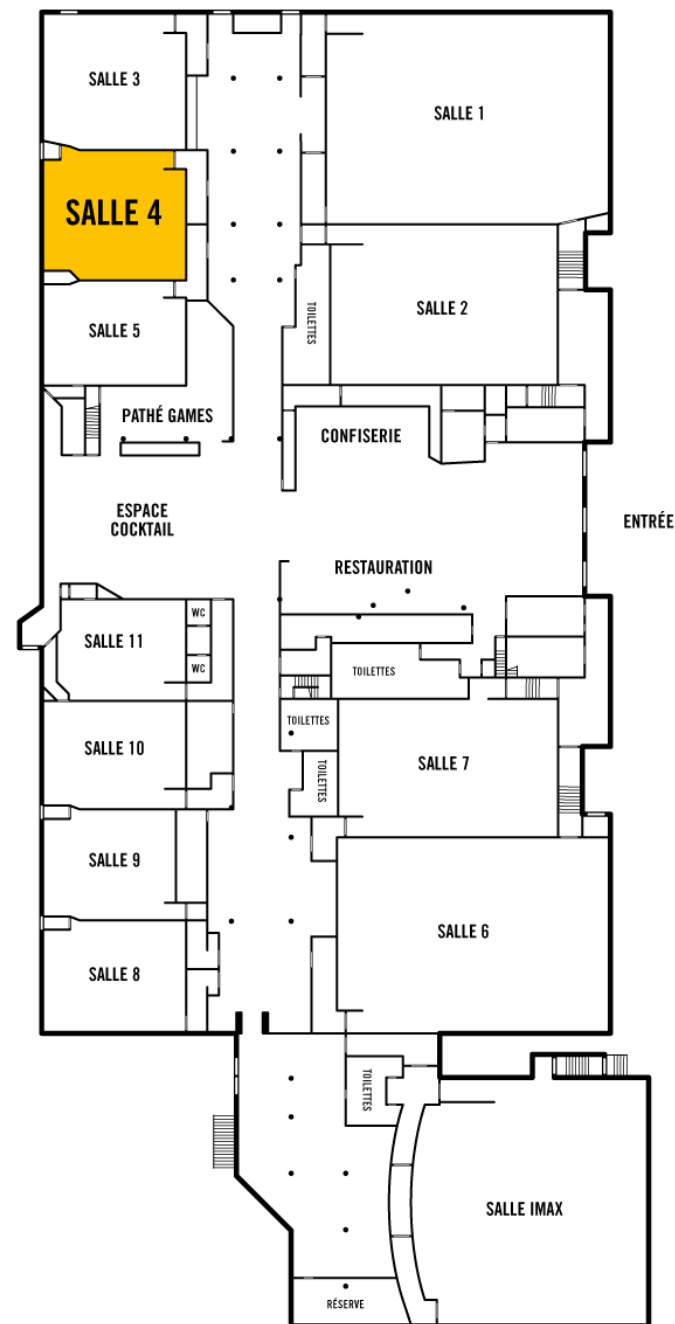 SALLE 3
SALLE 1
SALLE 4
SALLE 5
TOILETTES
SALLE 2
PATHÉ GAMES
CONFISERIE
ESPACE
COCKTAIL
ENTRÉE
RESTAURATION
WC
SALLE 11
WC
TOILETTES
TOILETTES
SALLE 10
TOILETTES
SALLE 7
SALLE 9
SALLE 6
SALLE 8
TOILETTES
SALLE IMAX
RÉSERVE